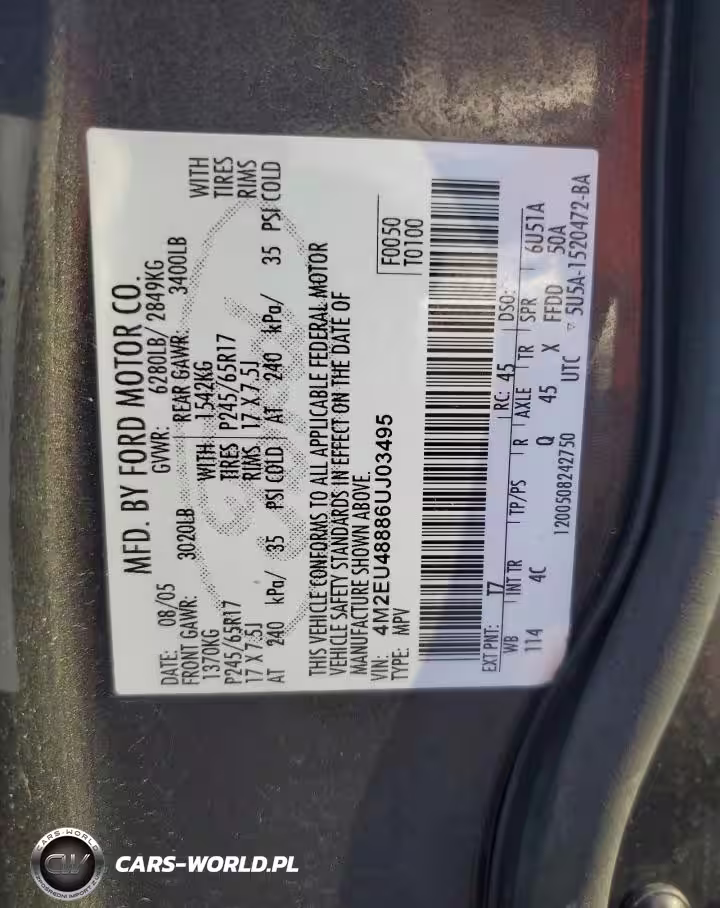 MFD. BY FORD MOTOR CO.
DATE: 08/05 GVWR: 6280LB/ 2849KG
FRONT GAWR: 3020LB REAR GAWR: 3400LB
1370KG WITH 1542KG WITH
P245/65R17 TIRES P245/65R17 TIRES
17 X 7.5J RIMS 17 X 7.5J RIMS
AT 240 kPa/ 35 PSI COLD AT 240 kPa/ 35 PSI COLD
THIS VEHICLE CONFORMS TO ALL APPLICABLE FEDERAL MOTOR
VEHICLE SAFETY STANDARDS IN EFFECT ON THE DATE OF
MANUFACTURE SHOWN ABOVE.
VIN: 4M2EU48886UJ03495
TYPE: MPV
F0050
T0100
EXT PNT: T7 RC: 45 DSO:
WB INT TR TP/PS R AXLE TR SPR 6U51A
114 4C Q 45 X FFDD 50A
1200508242750 UTC ▽ 5U5A-1520472-BA
CARS-WORLD
CW
CARS-WORLD.PL